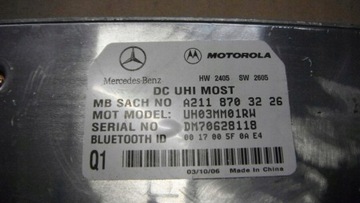 MOTOROLA
Mercedes-Benz HW 2405 SW 2605
DC UHI MOST
MB SACH NO A211 870 32 26
MOT MODEL: UH03MM01RW
SERIAL NO DM70628118
BLUETOOTH ID 00 17 00 5F 0A E4
Q1 03/10/06 Made In China